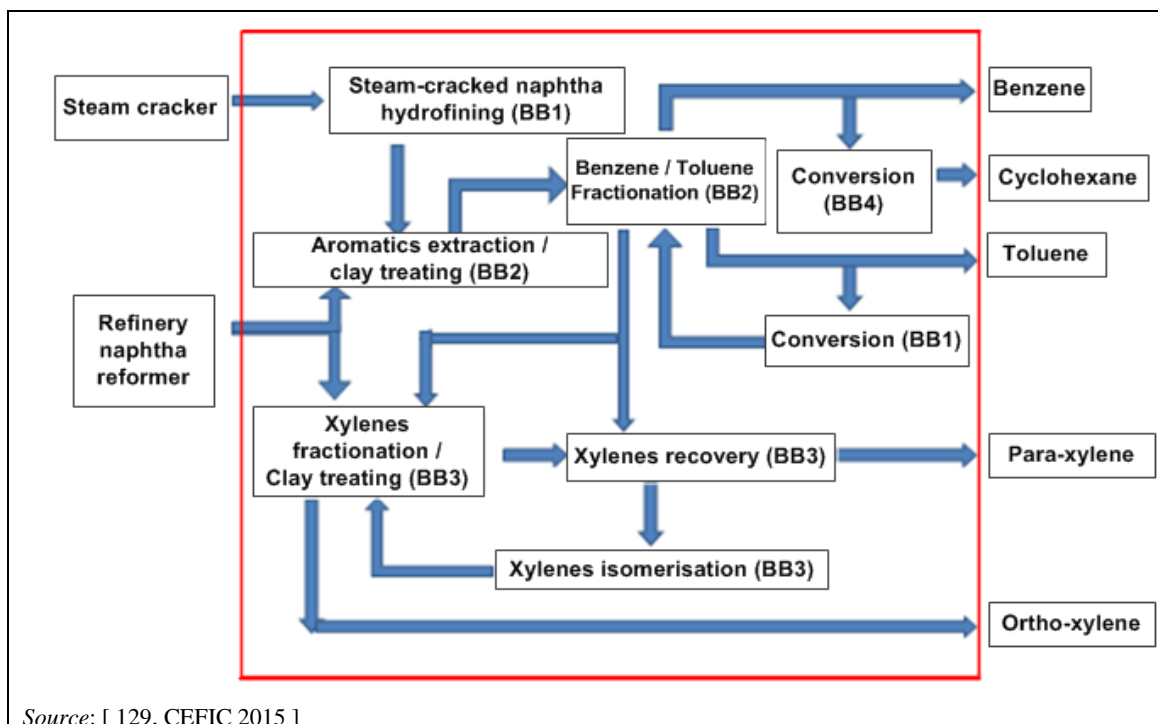 Steam cracker
Steam-cracked naphtha
hydrofining (BB1)
Benzene
Benzene / Toluene
Fractionation (BB2)
Conversion
(BB4)
Cyclohexane
Aromatics extraction /
clay treating (BB2)
Toluene
Refinery
naphtha
reformer
Conversion (BB1)
Xylenes
fractionation /
Clay treating (BB3)
Xylenes recovery (BB3)
Para-xylene
Xylenes isomerisation (BB3)
Ortho-xylene
Source: [ 129, CEFIC 2015 ]